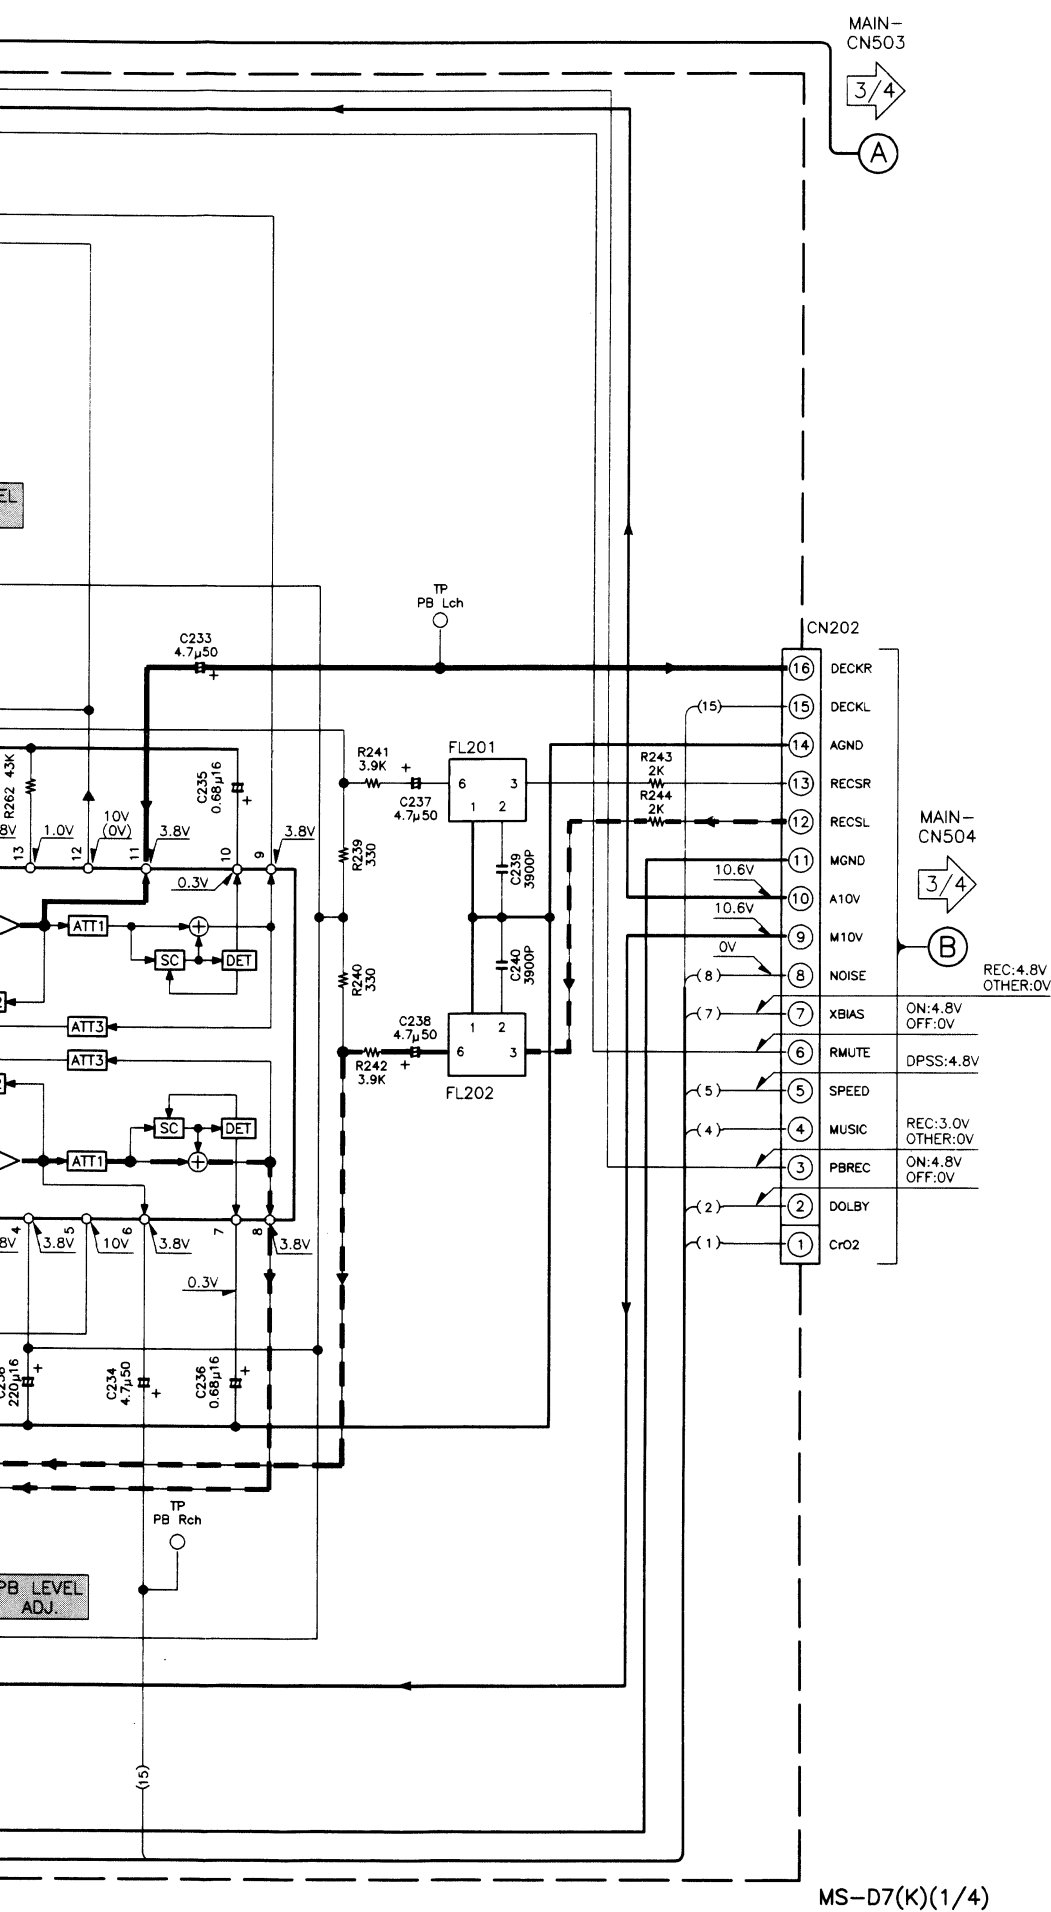 MAIN-
CN503
3/4
A
EL
TP
PB Lch
CN202
C233
4.7µ50
+
16 DECKR
(15) 15 DECKL
14 AGND
13 RECSR
12 RECSL
11 MGND
10.6V 10 A10V
10.6V 9 M10V
0V
(8) 8 NOISE
(7) 7 XBIAS
6 RMUTE
(5) 5 SPEED
(4) 4 MUSIC
3 PBREC
(2) 2 DOLBY
(1) 1 CrO2
MAIN-
CN504
3/4
B
REC:4.8V
OTHER:0V
ON:4.8V
OFF:0V
DPSS:4.8V
REC:3.0V
OTHER:0V
ON:4.8V
OFF:0V
R241
3.9K
+
C237
4.7µ50
FL201
6 3
1 2
R243
2K
R244
2K
R262 43K
C235
0.68µ16
+
R239
330
C239
3900P
8V
13
1.0V
12
10V
(0V)
11
3.8V
10
9
3.8V
0.3V
ATT1
+
SC
DET
ATT3
ATT3
R240
330
C240
3900P
C238
4.7µ50
+
R242
3.9K
1 2
6 3
FL202
SC
DET
ATT1
+
8V
4
3.8V
5
10V
6
3.8V
7
8
3.8V
0.3V
220µ16
+
C234
4.7µ50
+
C236
0.68µ16
+
TP
PB Rch
PB LEVEL
ADJ.
(15)
MS-D7(K)(1/4)